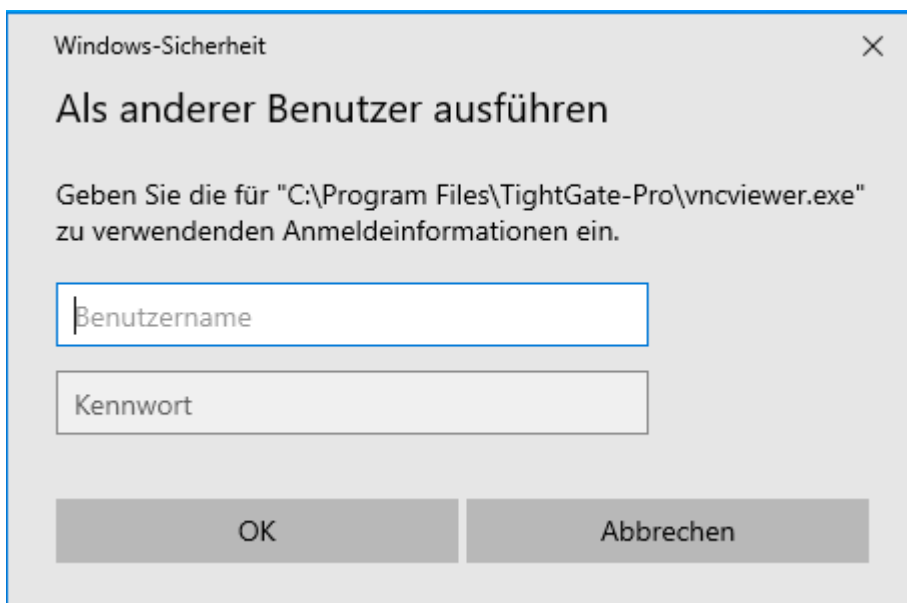 Windows-Sicherheit
Als anderer Benutzer ausführen
Geben Sie die für "C:\Program Files\TightGate-Pro\vncviewer.exe"
zu verwendenden Anmeldeinformationen ein.
Benutzername
Kennwort
OK
Abbrechen